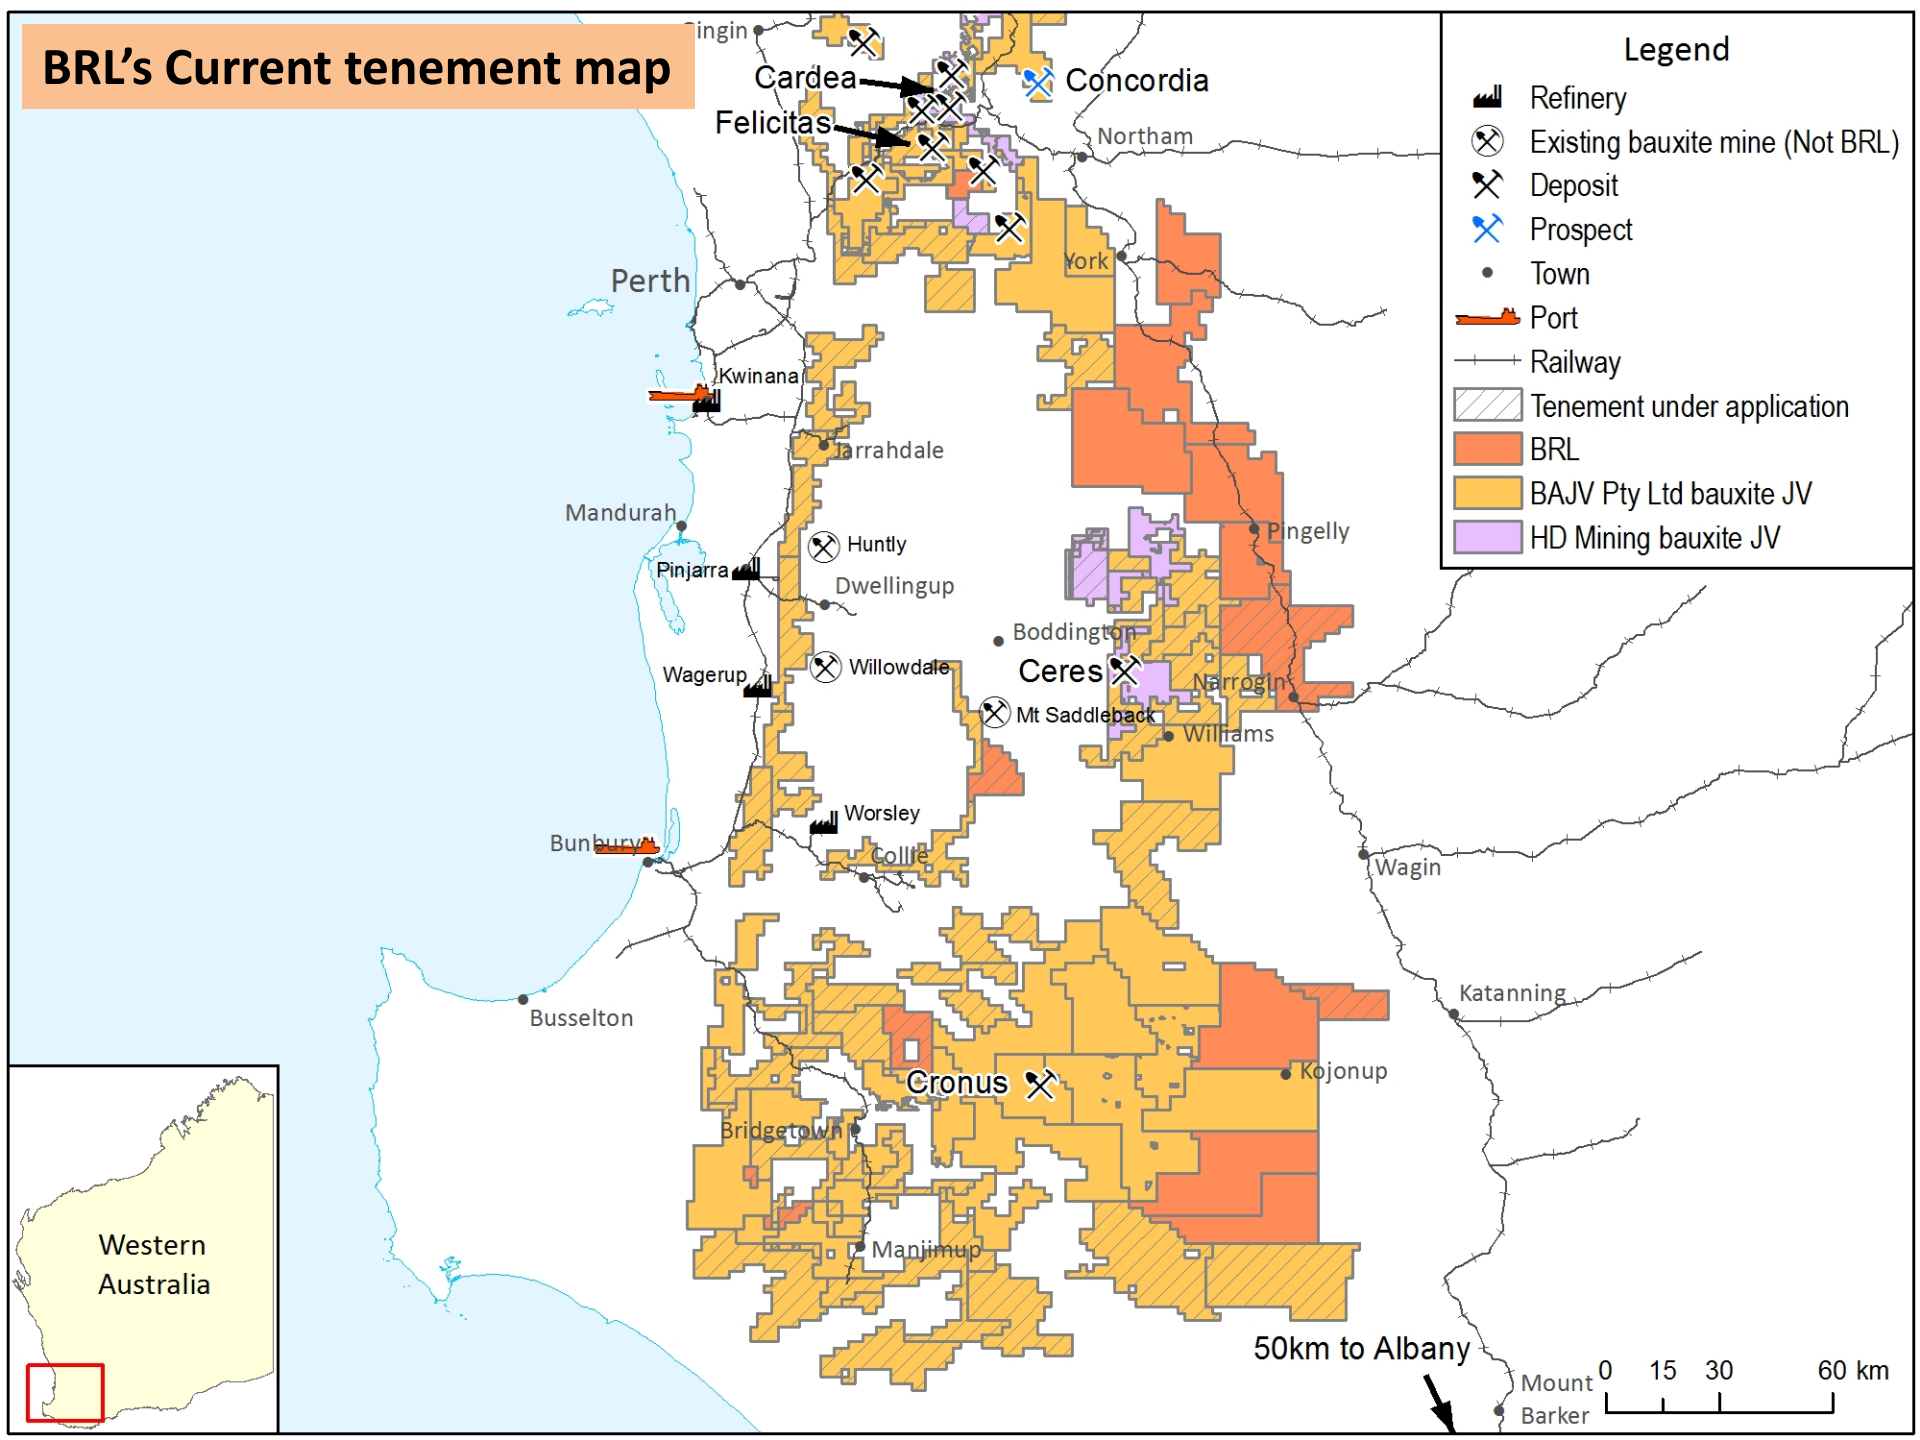 BRL's Current tenement map
ingin
Cardea
Concordia
Felicitas
Northam
York
Perth
Kwinana
Jarrahdale
Mandurah
Huntly
Pingelly
Pinjarra
Dwellingup
Boddington
Willowdale
Ceres
Wagerup
Narrogin
Mt Saddleback
Williams
Worsley
Bunbury
Collie
Wagin
Katanning
Busselton
Kojonup
Cronus
Bridgetown
Manjimup
50km to Albany
Mount
Barker
Legend
Refinery
Existing bauxite mine (Not BRL)
Deposit
Prospect
Town
Port
Railway
Tenement under application
BRL
BAJV Pty Ltd bauxite JV
HD Mining bauxite JV
Western
Australia
0 15 30 60 km